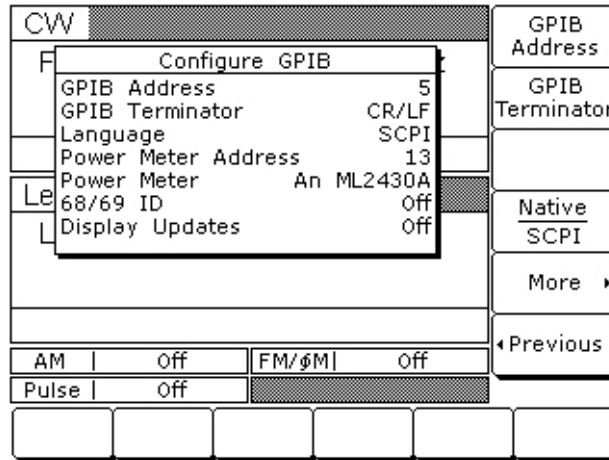 CW
F
Configure GPIB
GPIB Address 5
GPIB Terminator CR/LF
Language SCPI
Power Meter Address 13
Power Meter An ML2430A
68/69 ID Off
Display Updates Off
Le
L
AM | Off
FM/ɸM| Off
Pulse | Off
GPIB
Address
GPIB
Terminator
Native
SCPI
More
Previous